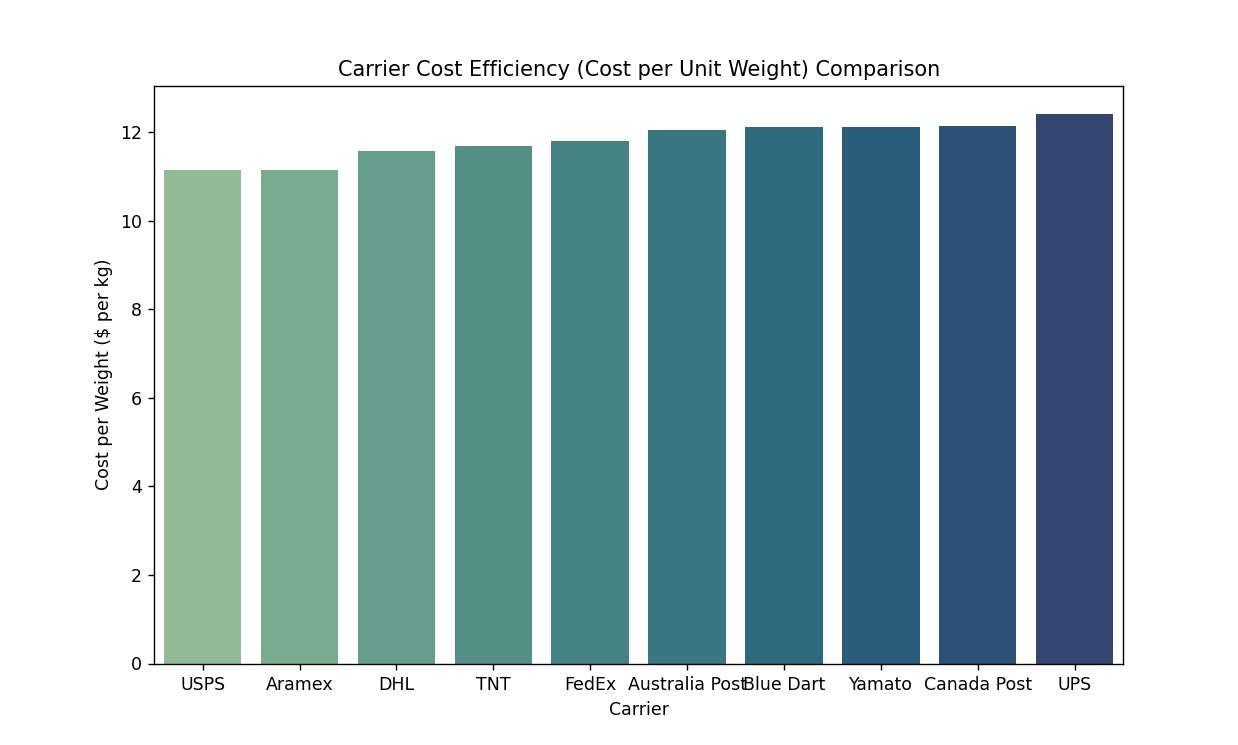 Carrier Cost Efficiency (Cost per Unit Weight) Comparison
Cost per Weight ($ per kg)
12
10
8
6
4
2
0
USPS Aramex DHL TNT FedEx Australia Post Blue Dart Yamato Canada Post UPS
Carrier